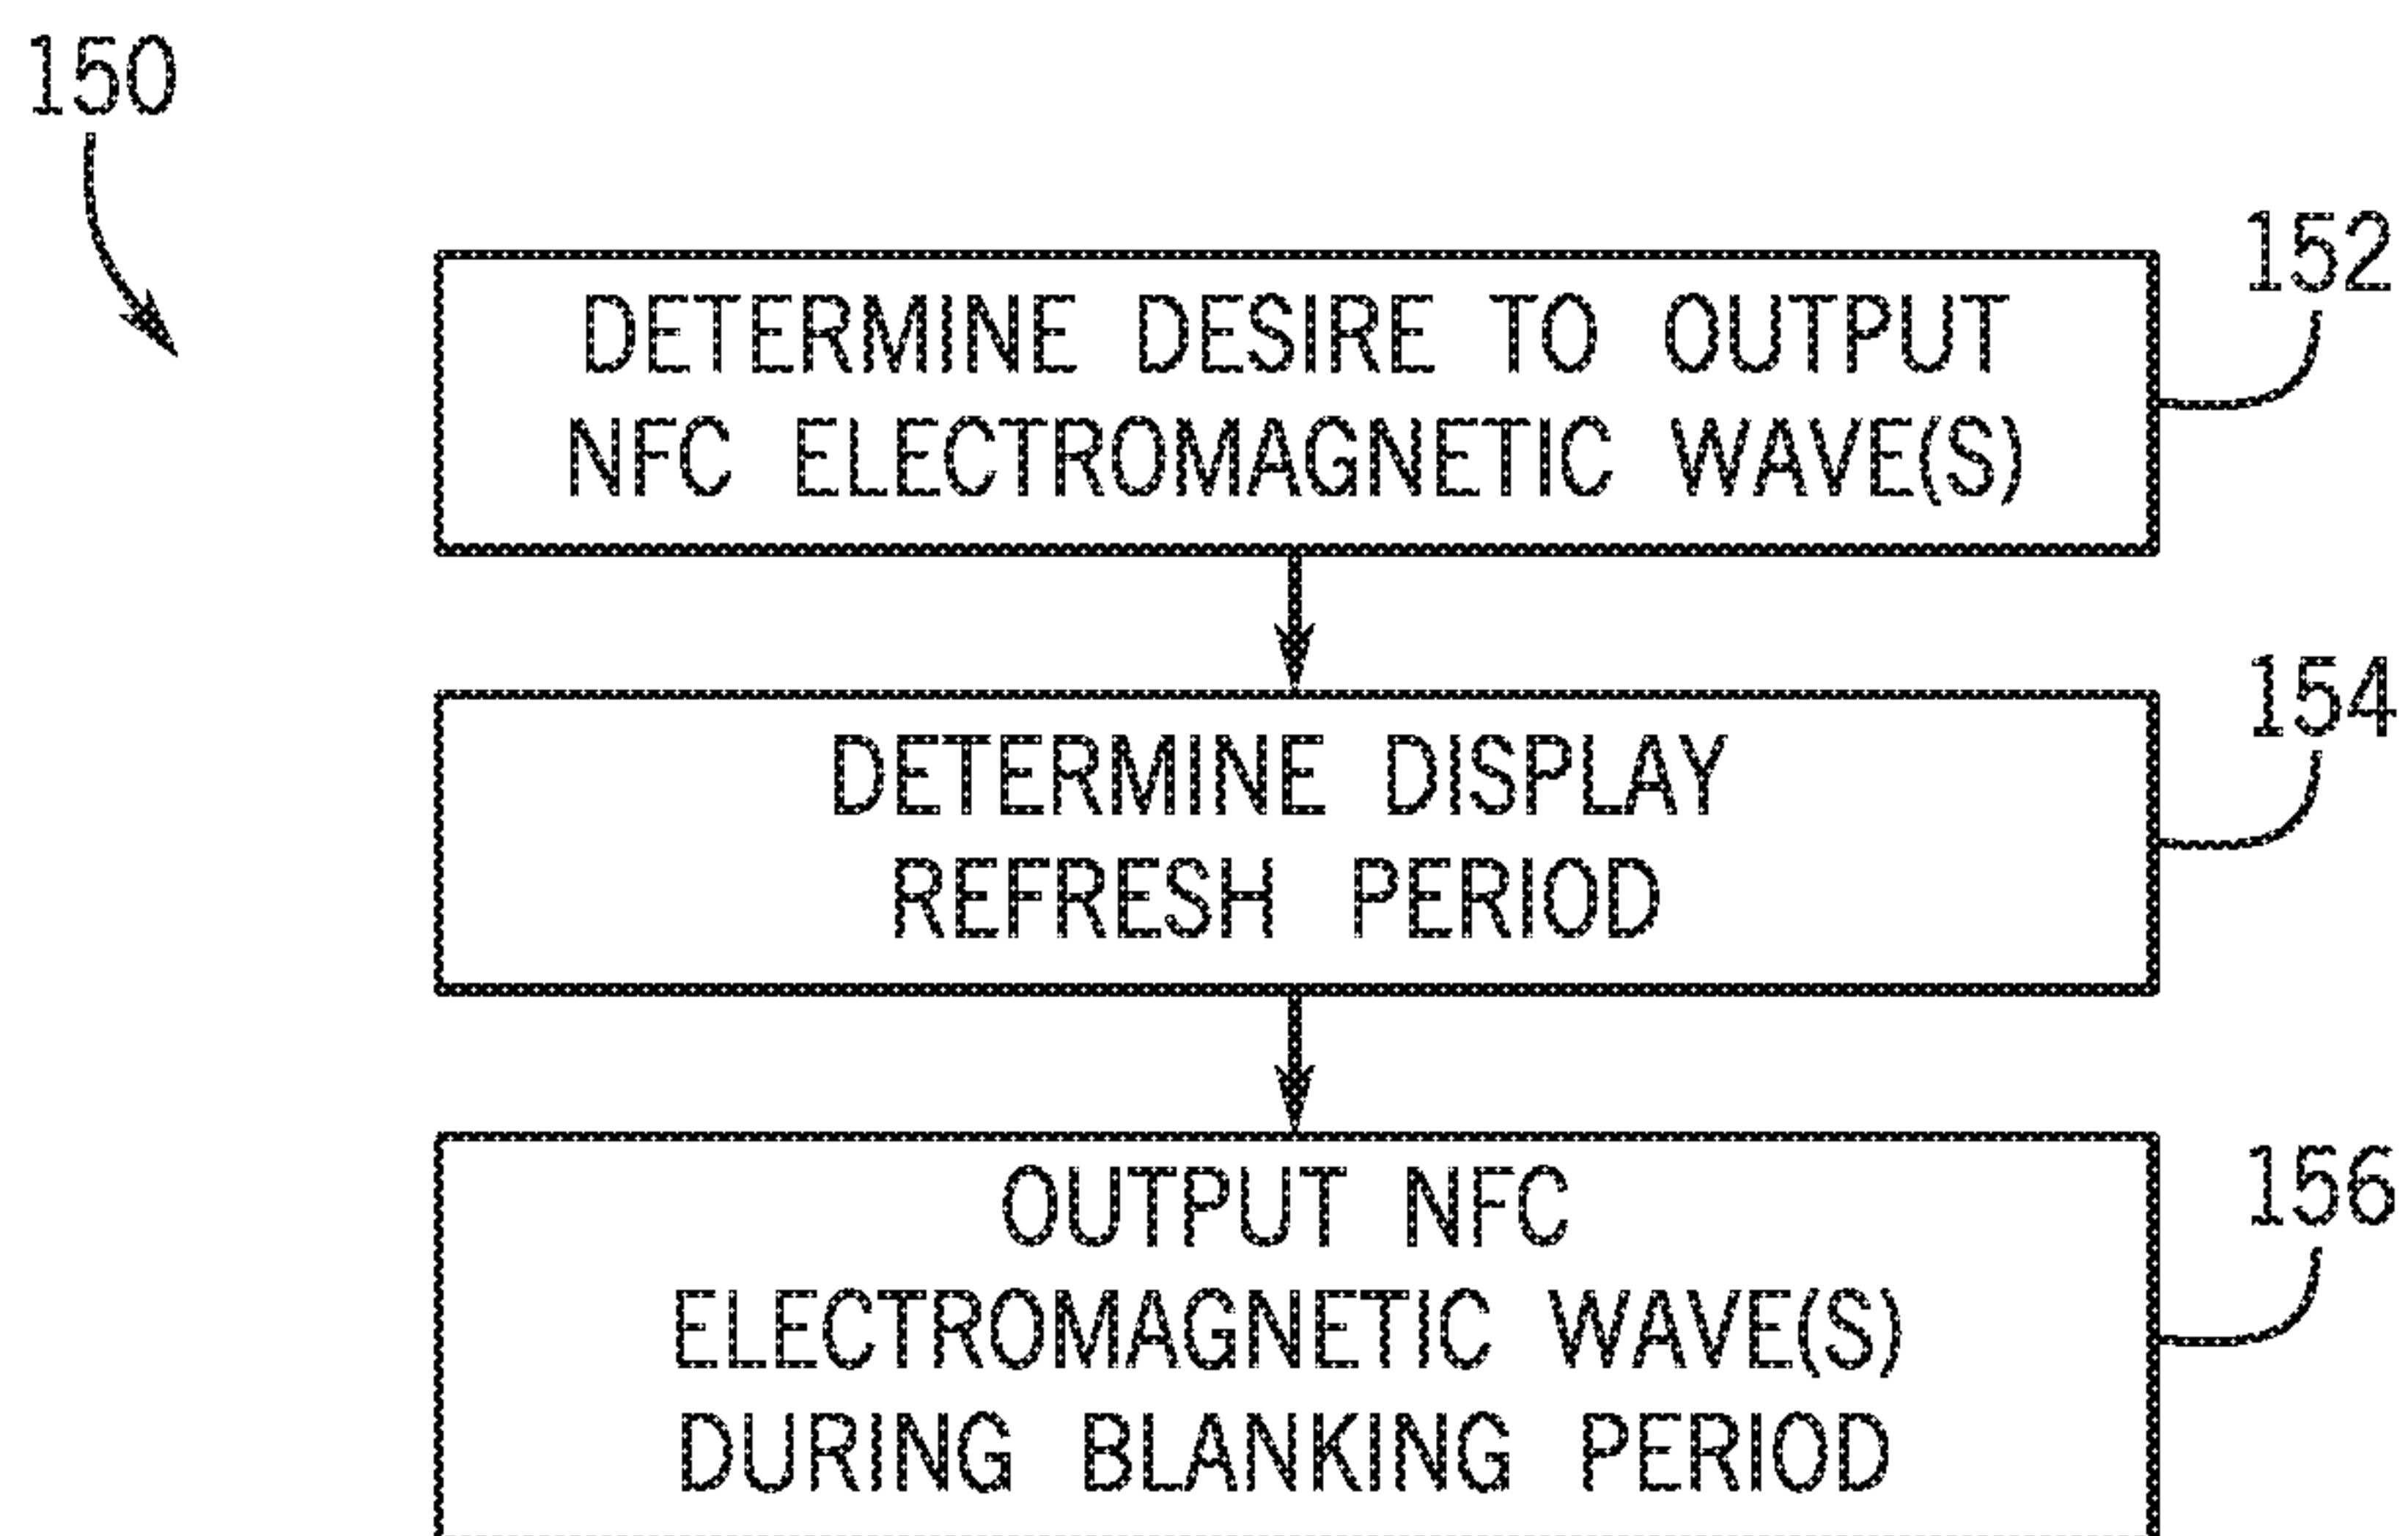 150
152
DETERMINE DESIRE TO OUTPUT
NFC ELECTROMAGNETIC WAVE(S)
154
DETERMINE DISPLAY
REFRESH PERIOD
156
OUTPUT NFC
ELECTROMAGNETIC WAVE(S)
DURING BLANKING PERIOD